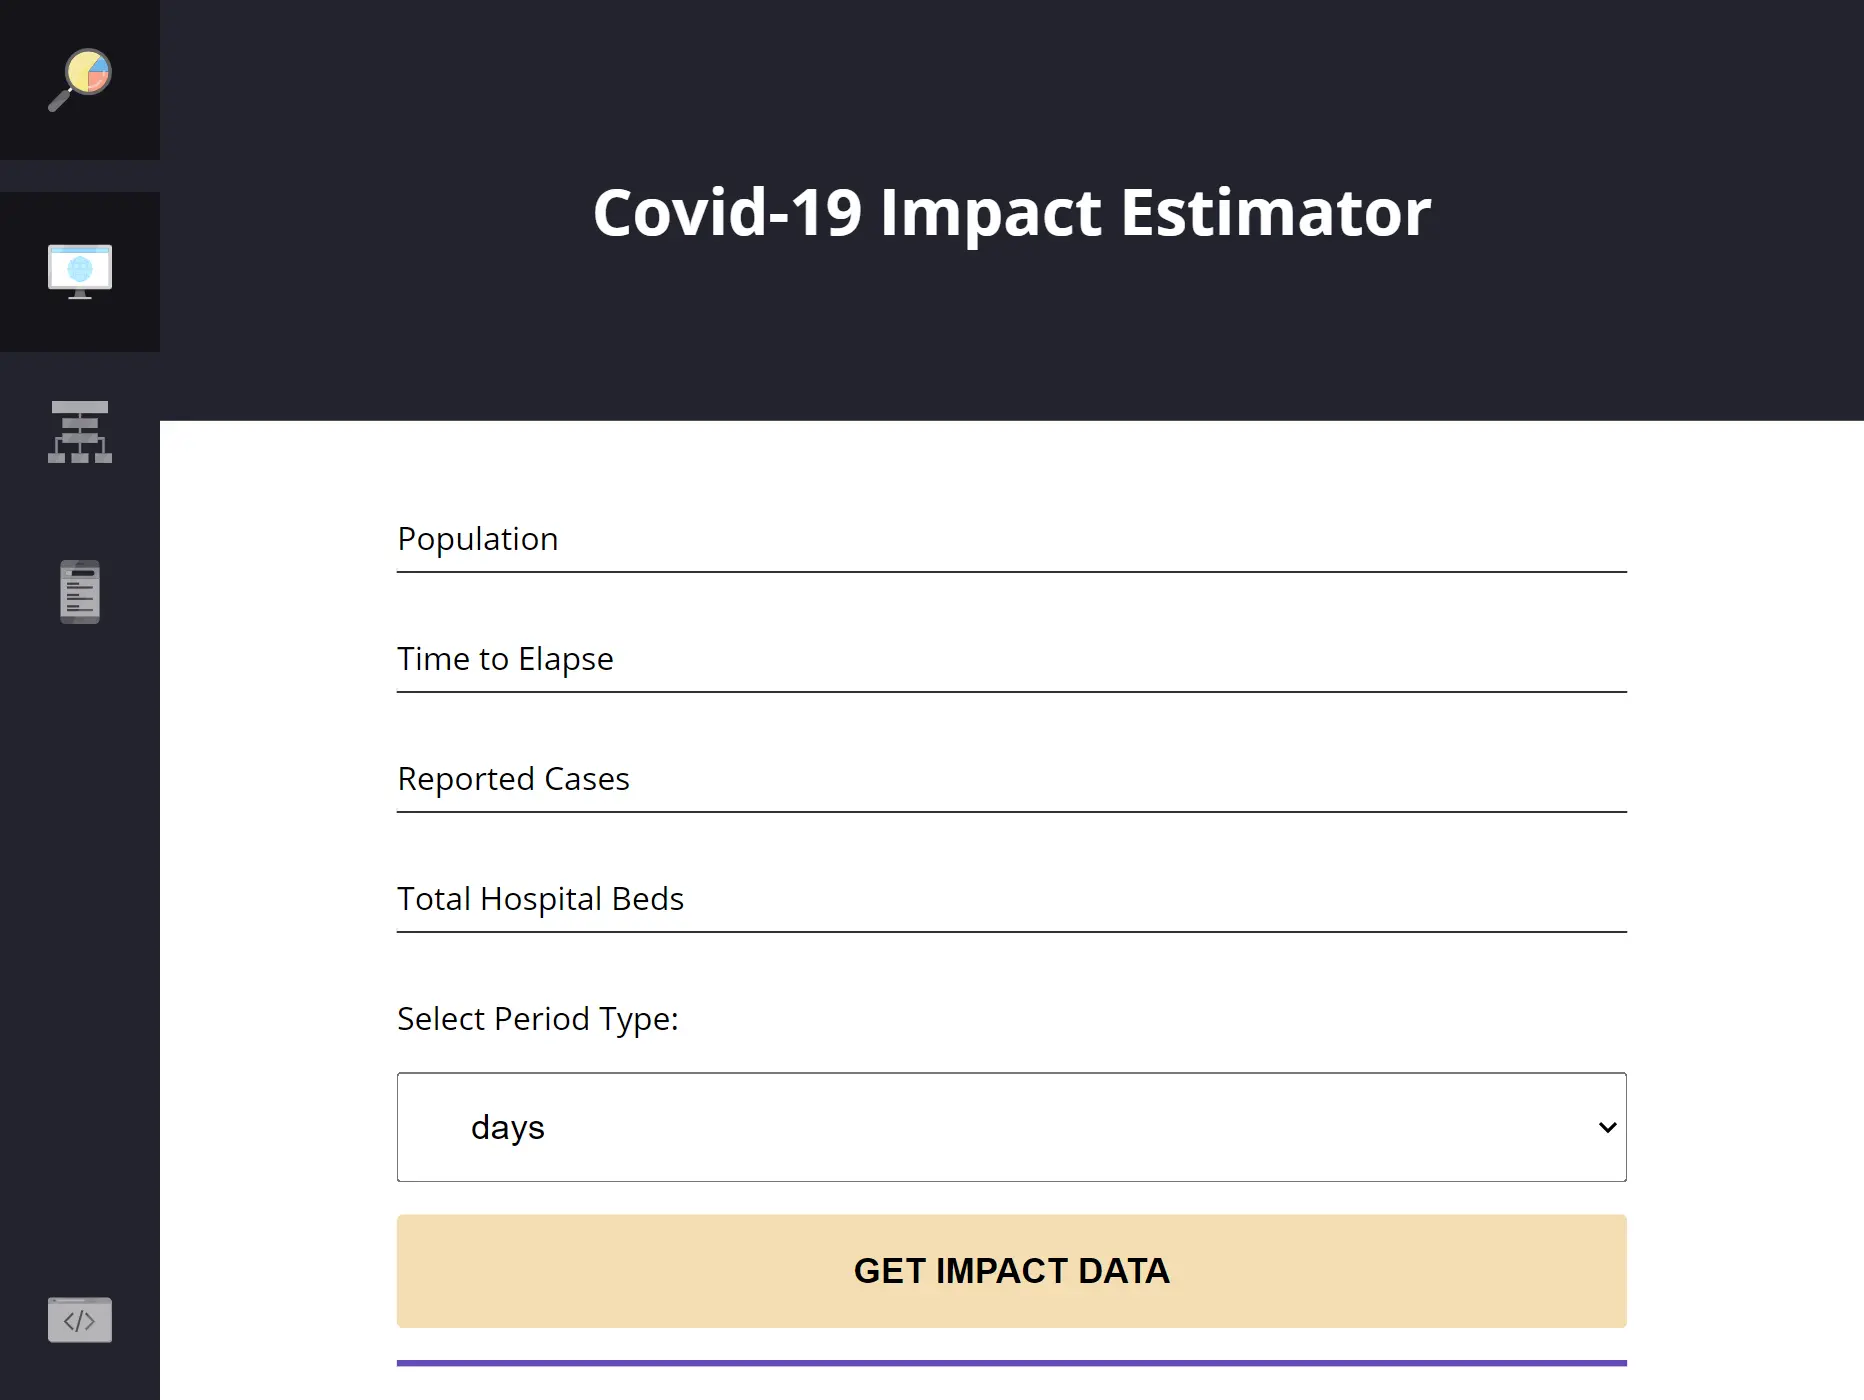 Covid-19 Impact Estimator
Population
Time to Elapse
Reported Cases
Total Hospital Beds
Select Period Type:
days
GET IMPACT DATA
</>